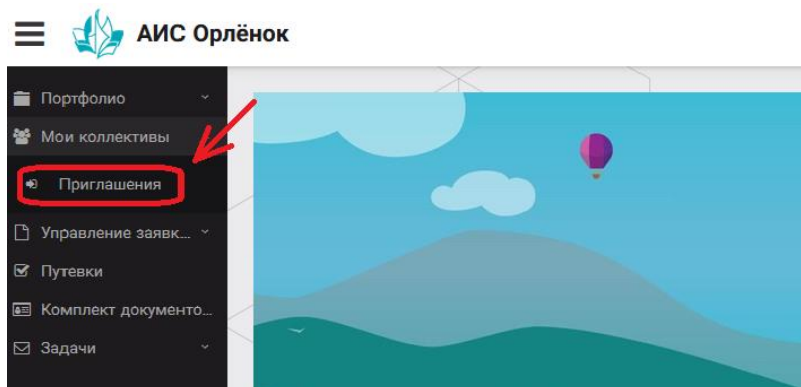 АИС Орлёнок
Портфолио
Мои коллективы
Приглашения
Управление заявк...
Путевки
Комплект документо...
Задачи